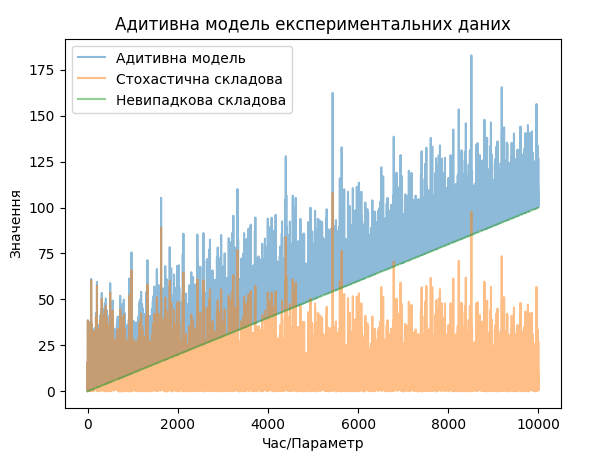 Адитивна модель експериментальних даних
Адитивна модель
Стохастична складова
Невипадкова складова
Значення
175
150
125
100
75
50
25
0
0 2000 4000 6000 8000 10000
Час/Параметр